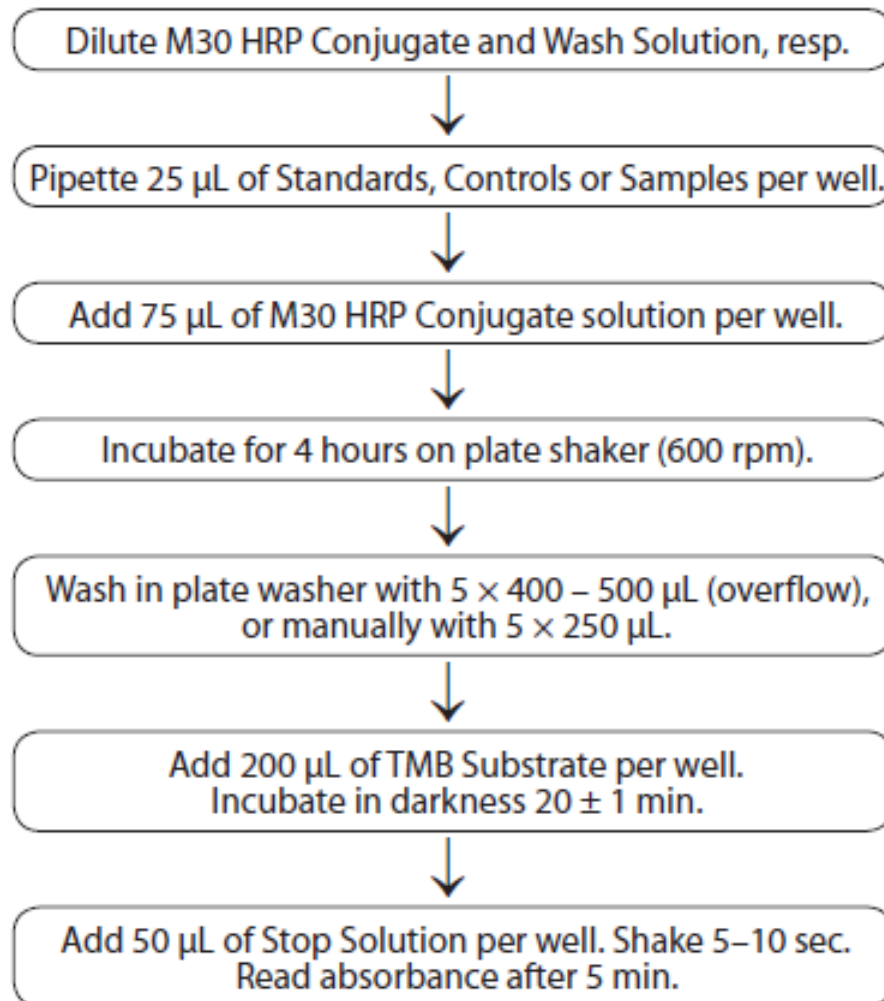 Dilute M30 HRP Conjugate and Wash Solution, resp.
Pipette 25 µL of Standards, Controls or Samples per well.
Add 75 µL of M30 HRP Conjugate solution per well.
Incubate for 4 hours on plate shaker (600 rpm).
Wash in plate washer with 5 × 400 – 500 µL (overflow),
or manually with 5 × 250 µL.
Add 200 µL of TMB Substrate per well.
Incubate in darkness 20 ± 1 min.
Add 50 µL of Stop Solution per well. Shake 5–10 sec.
Read absorbance after 5 min.